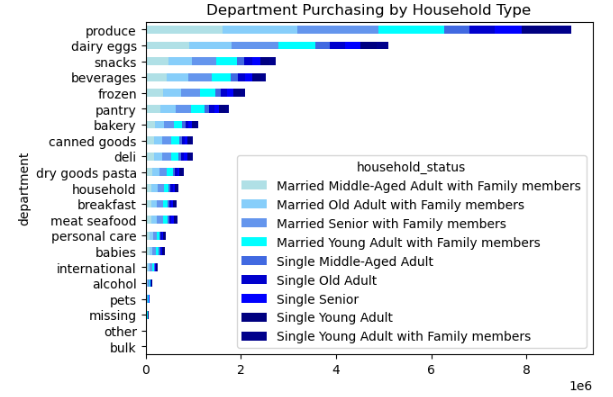 Department Purchasing by Household Type
department
produce
dairy eggs
snacks
beverages
frozen
pantry
bakery
canned goods
deli
dry goods pasta
household
breakfast
meat seafood
personal care
babies
international
alcohol
pets
missing
other
bulk
household_status
Married Middle-Aged Adult with Family members
Married Old Adult with Family members
Married Senior with Family members
Married Young Adult with Family members
Single Middle-Aged Adult
Single Old Adult
Single Senior
Single Young Adult
Single Young Adult with Family members
0 2 4 6 8
1e6